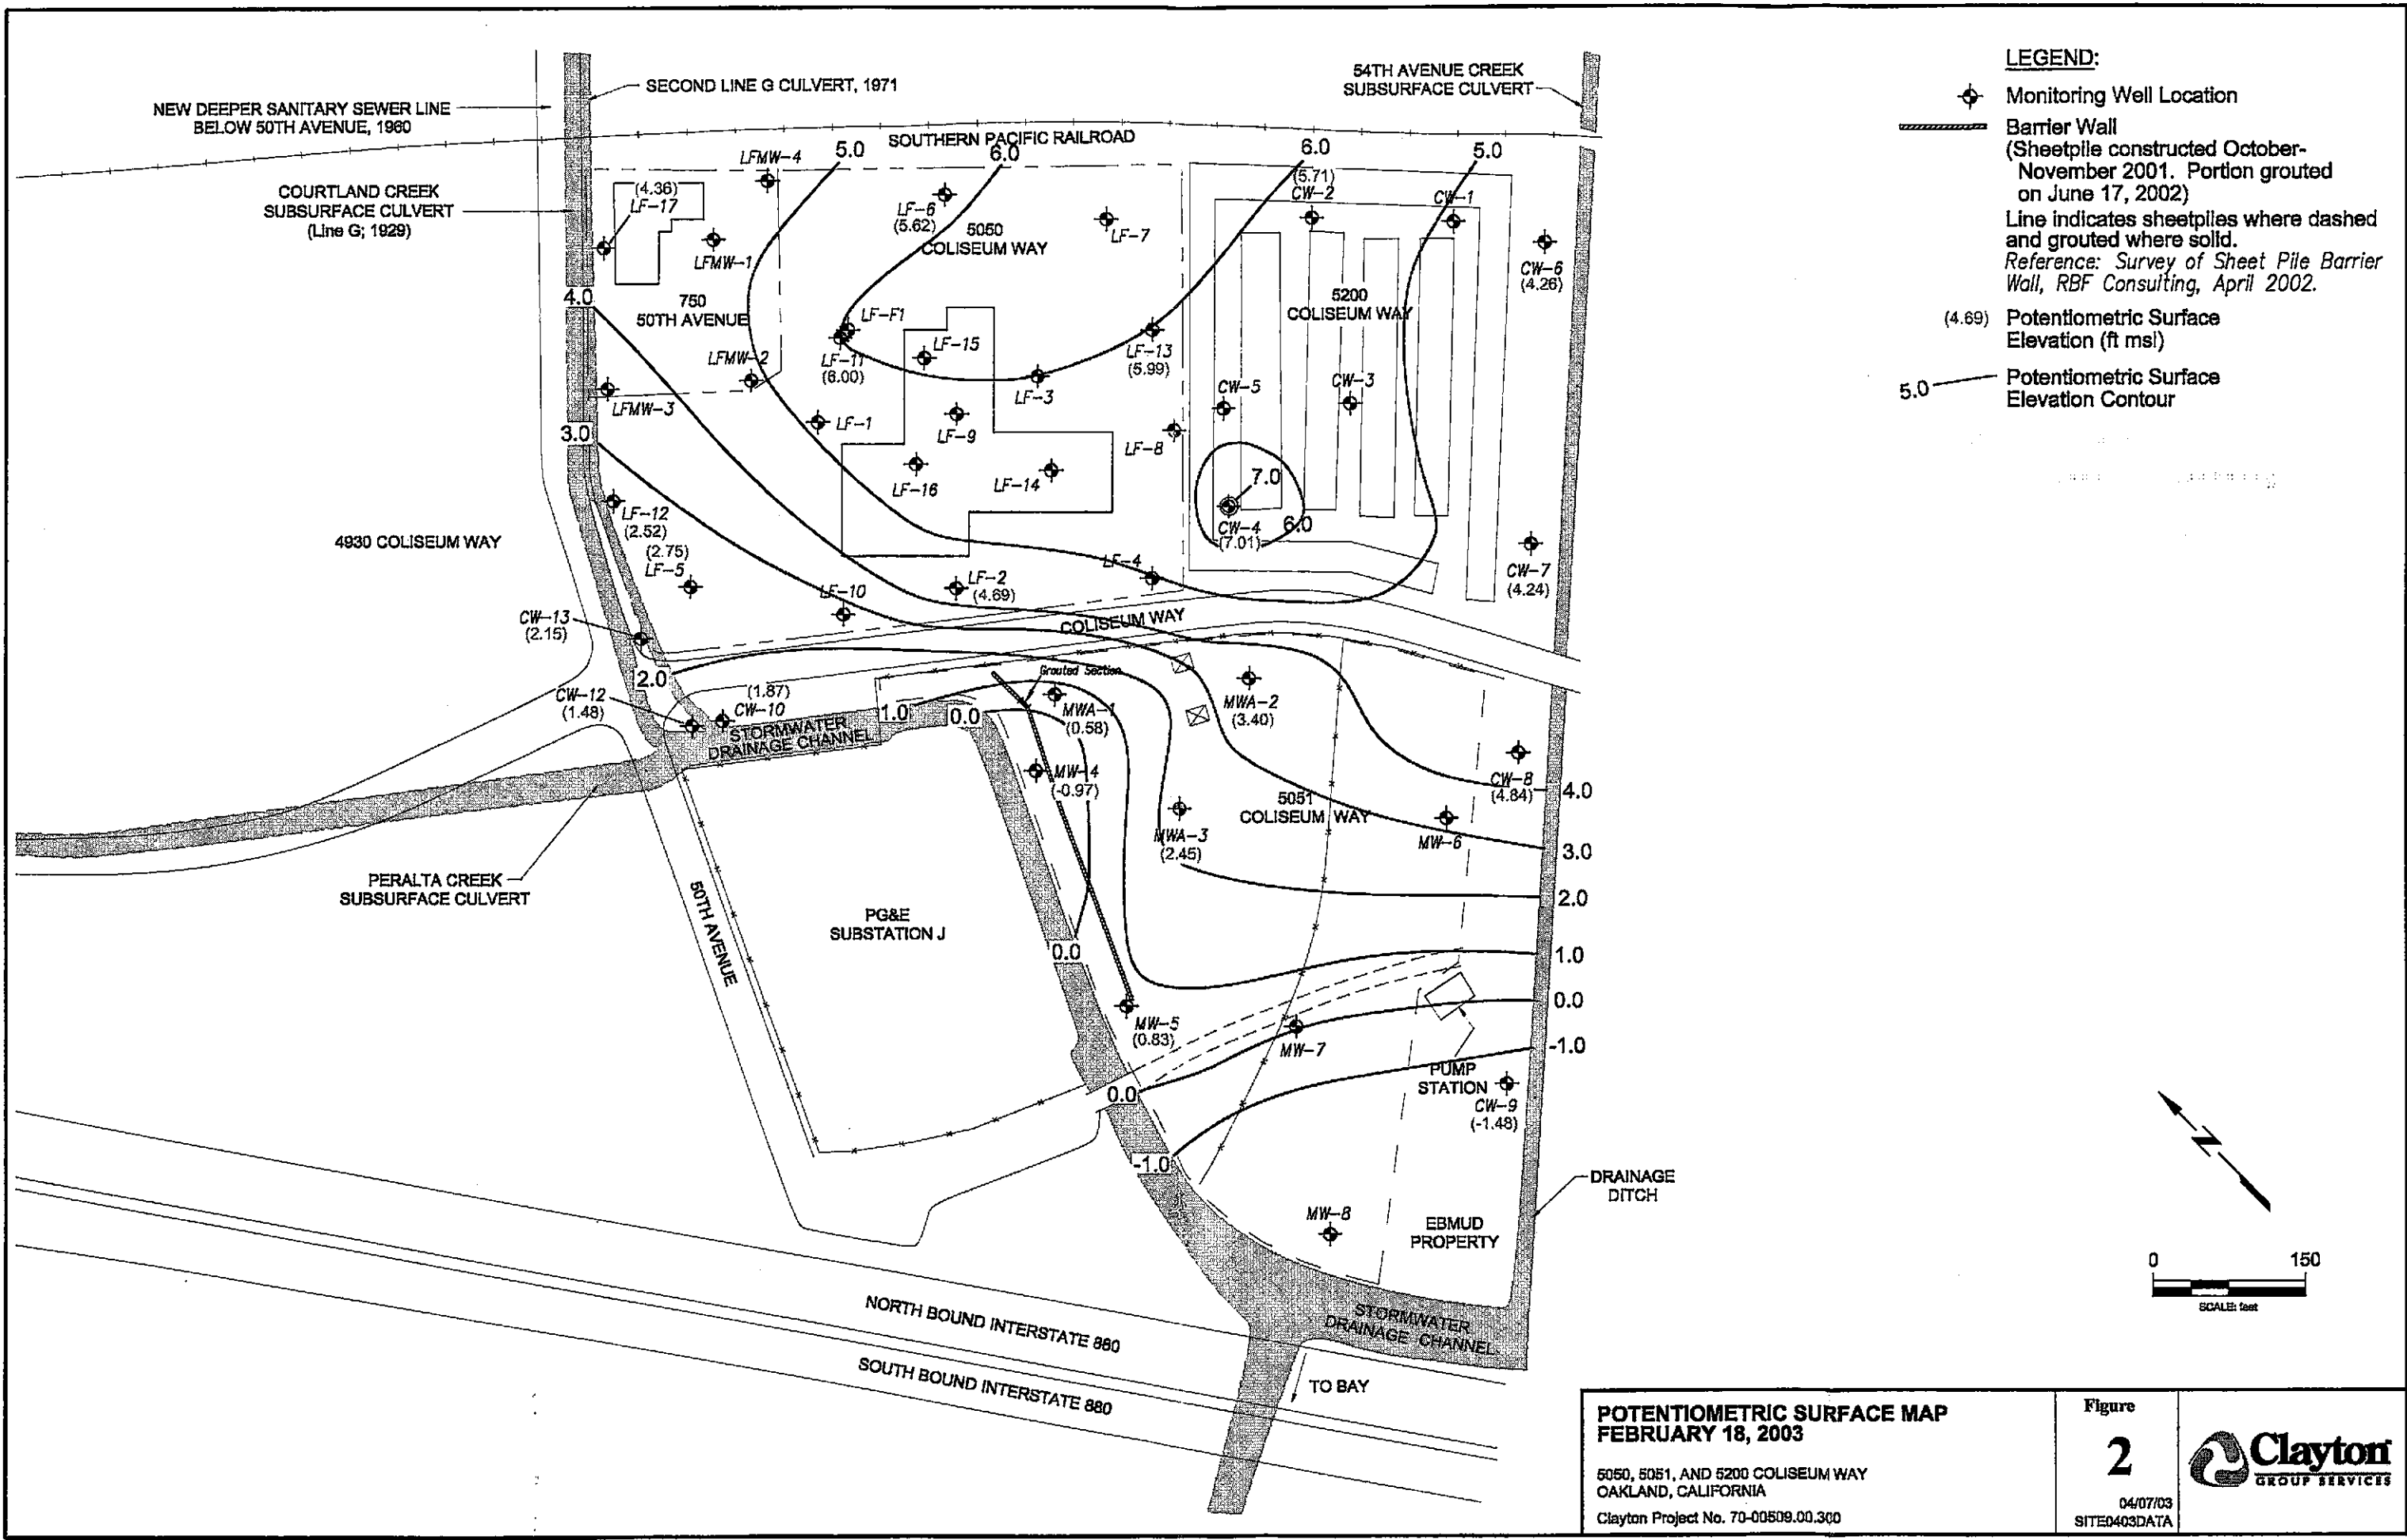 NEW DEEPER SANITARY SEWER LINE
BELOW 50TH AVENUE, 1960
SECOND LINE G CULVERT, 1971
54TH AVENUE CREEK
SUBSURFACE CULVERT
SOUTHERN PACIFIC RAILROAD
COURTLAND CREEK
SUBSURFACE CULVERT
(Line G; 1929)
LFMW-4
5.0
6.0
6.0
5.0
(4.36)
LF-17
LFMW-1
LF-6
(5.62)
5050
COLISEUM WAY
LF-7
(5.71)
CW-2
CW-1
CW-6
(4.26)
4.0
750
50TH AVENUE
LF-F1
LF-11
(6.00)
LF-15
LF-13
(5.99)
5200
COLISEUM WAY
LFMW-2
LFMW-3
LF-1
LF-3
LF-9
CW-5
CW-3
3.0
LF-8
LF-16
LF-14
7.0
6.0
CW-4
(7.01)
LF-12
(2.52)
4930 COLISEUM WAY
(2.75)
LF-5
LF-4
LF-2
(4.69)
CW-7
(4.24)
LF-10
CW-13
(2.15)
COLISEUM WAY
2.0
Grouted Section
CW-12
(1.48)
(1.87)
CW-10
1.0
0.0
MWA-1
(0.58)
MWA-2
(3.40)
STORMWATER
DRAINAGE CHANNEL
MW-4
(-0.97)
CW-8
(4.84)
4.0
5051
COLISEUM WAY
MWA-3
(2.45)
MW-6
3.0
PERALTA CREEK
SUBSURFACE CULVERT
50TH AVENUE
PG&E
SUBSTATION J
2.0
0.0
1.0
0.0
MW-5
(0.83)
MW-7
-1.0
PUMP
STATION
0.0
CW-9
(-1.48)
-1.0
DRAINAGE
DITCH
MW-8
EBMUD
PROPERTY
STORMWATER
DRAINAGE CHANNEL
NORTH BOUND INTERSTATE 880
SOUTH BOUND INTERSTATE 880
TO BAY
LEGEND:
Monitoring Well Location
Barrier Wall
(Sheetpile constructed October-
November 2001. Portion grouted
on June 17, 2002)
Line indicates sheetpiles where dashed
and grouted where solid.
Reference: Survey of Sheet Pile Barrier
Wall, RBF Consulting, April 2002.
(4.69) Potentiometric Surface
Elevation (ft msl)
5.0 Potentiometric Surface
Elevation Contour
N
0 150
SCALE: feet
POTENTIOMETRIC SURFACE MAP
FEBRUARY 18, 2003
5050, 5051, AND 5200 COLISEUM WAY
OAKLAND, CALIFORNIA
Clayton Project No. 70-00509.00.300
Figure
2
04/07/03
SITE0403DATA
Clayton
GROUP SERVICES